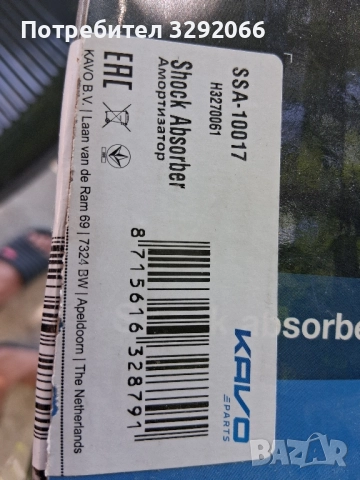 Потребител 3292066
SSA-10017
H3270061
Shock Absorber
Амортизатор
EAC
KAVO B.V. | Laan van de Ram 69 | 7324 BW | Apeldoorn | The Netherlands
8 715616 328791
KAVO
PARTS
absorbe
BAZAR